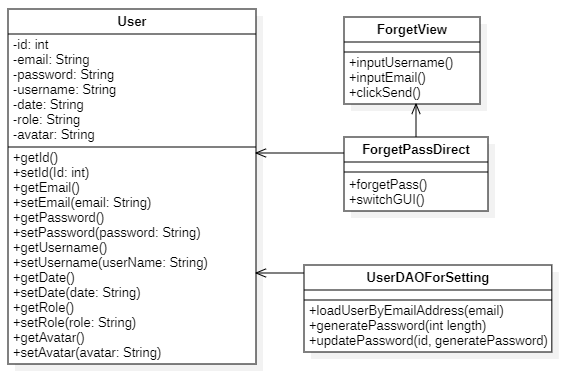 User
-id: int
-email: String
-password: String
-username: String
-date: String
-role: String
-avatar: String
+getId()
+setId(Id: int)
+getEmail()
+setEmail(email: String)
+getPassword()
+setPassword(password: String)
+getUsername()
+setUsername(userName: String)
+getDate()
+setDate(date: String)
+getRole()
+setRole(role: String)
+getAvatar()
+setAvatar(avatar: String)
ForgetView
+inputUsername()
+inputEmail()
+clickSend()
ForgetPassDirect
+forgetPass()
+switchGUI()
UserDAOForSetting
+loadUserByEmailAddress(email)
+generatePassword(int length)
+updatePassword(id, generatePassword)